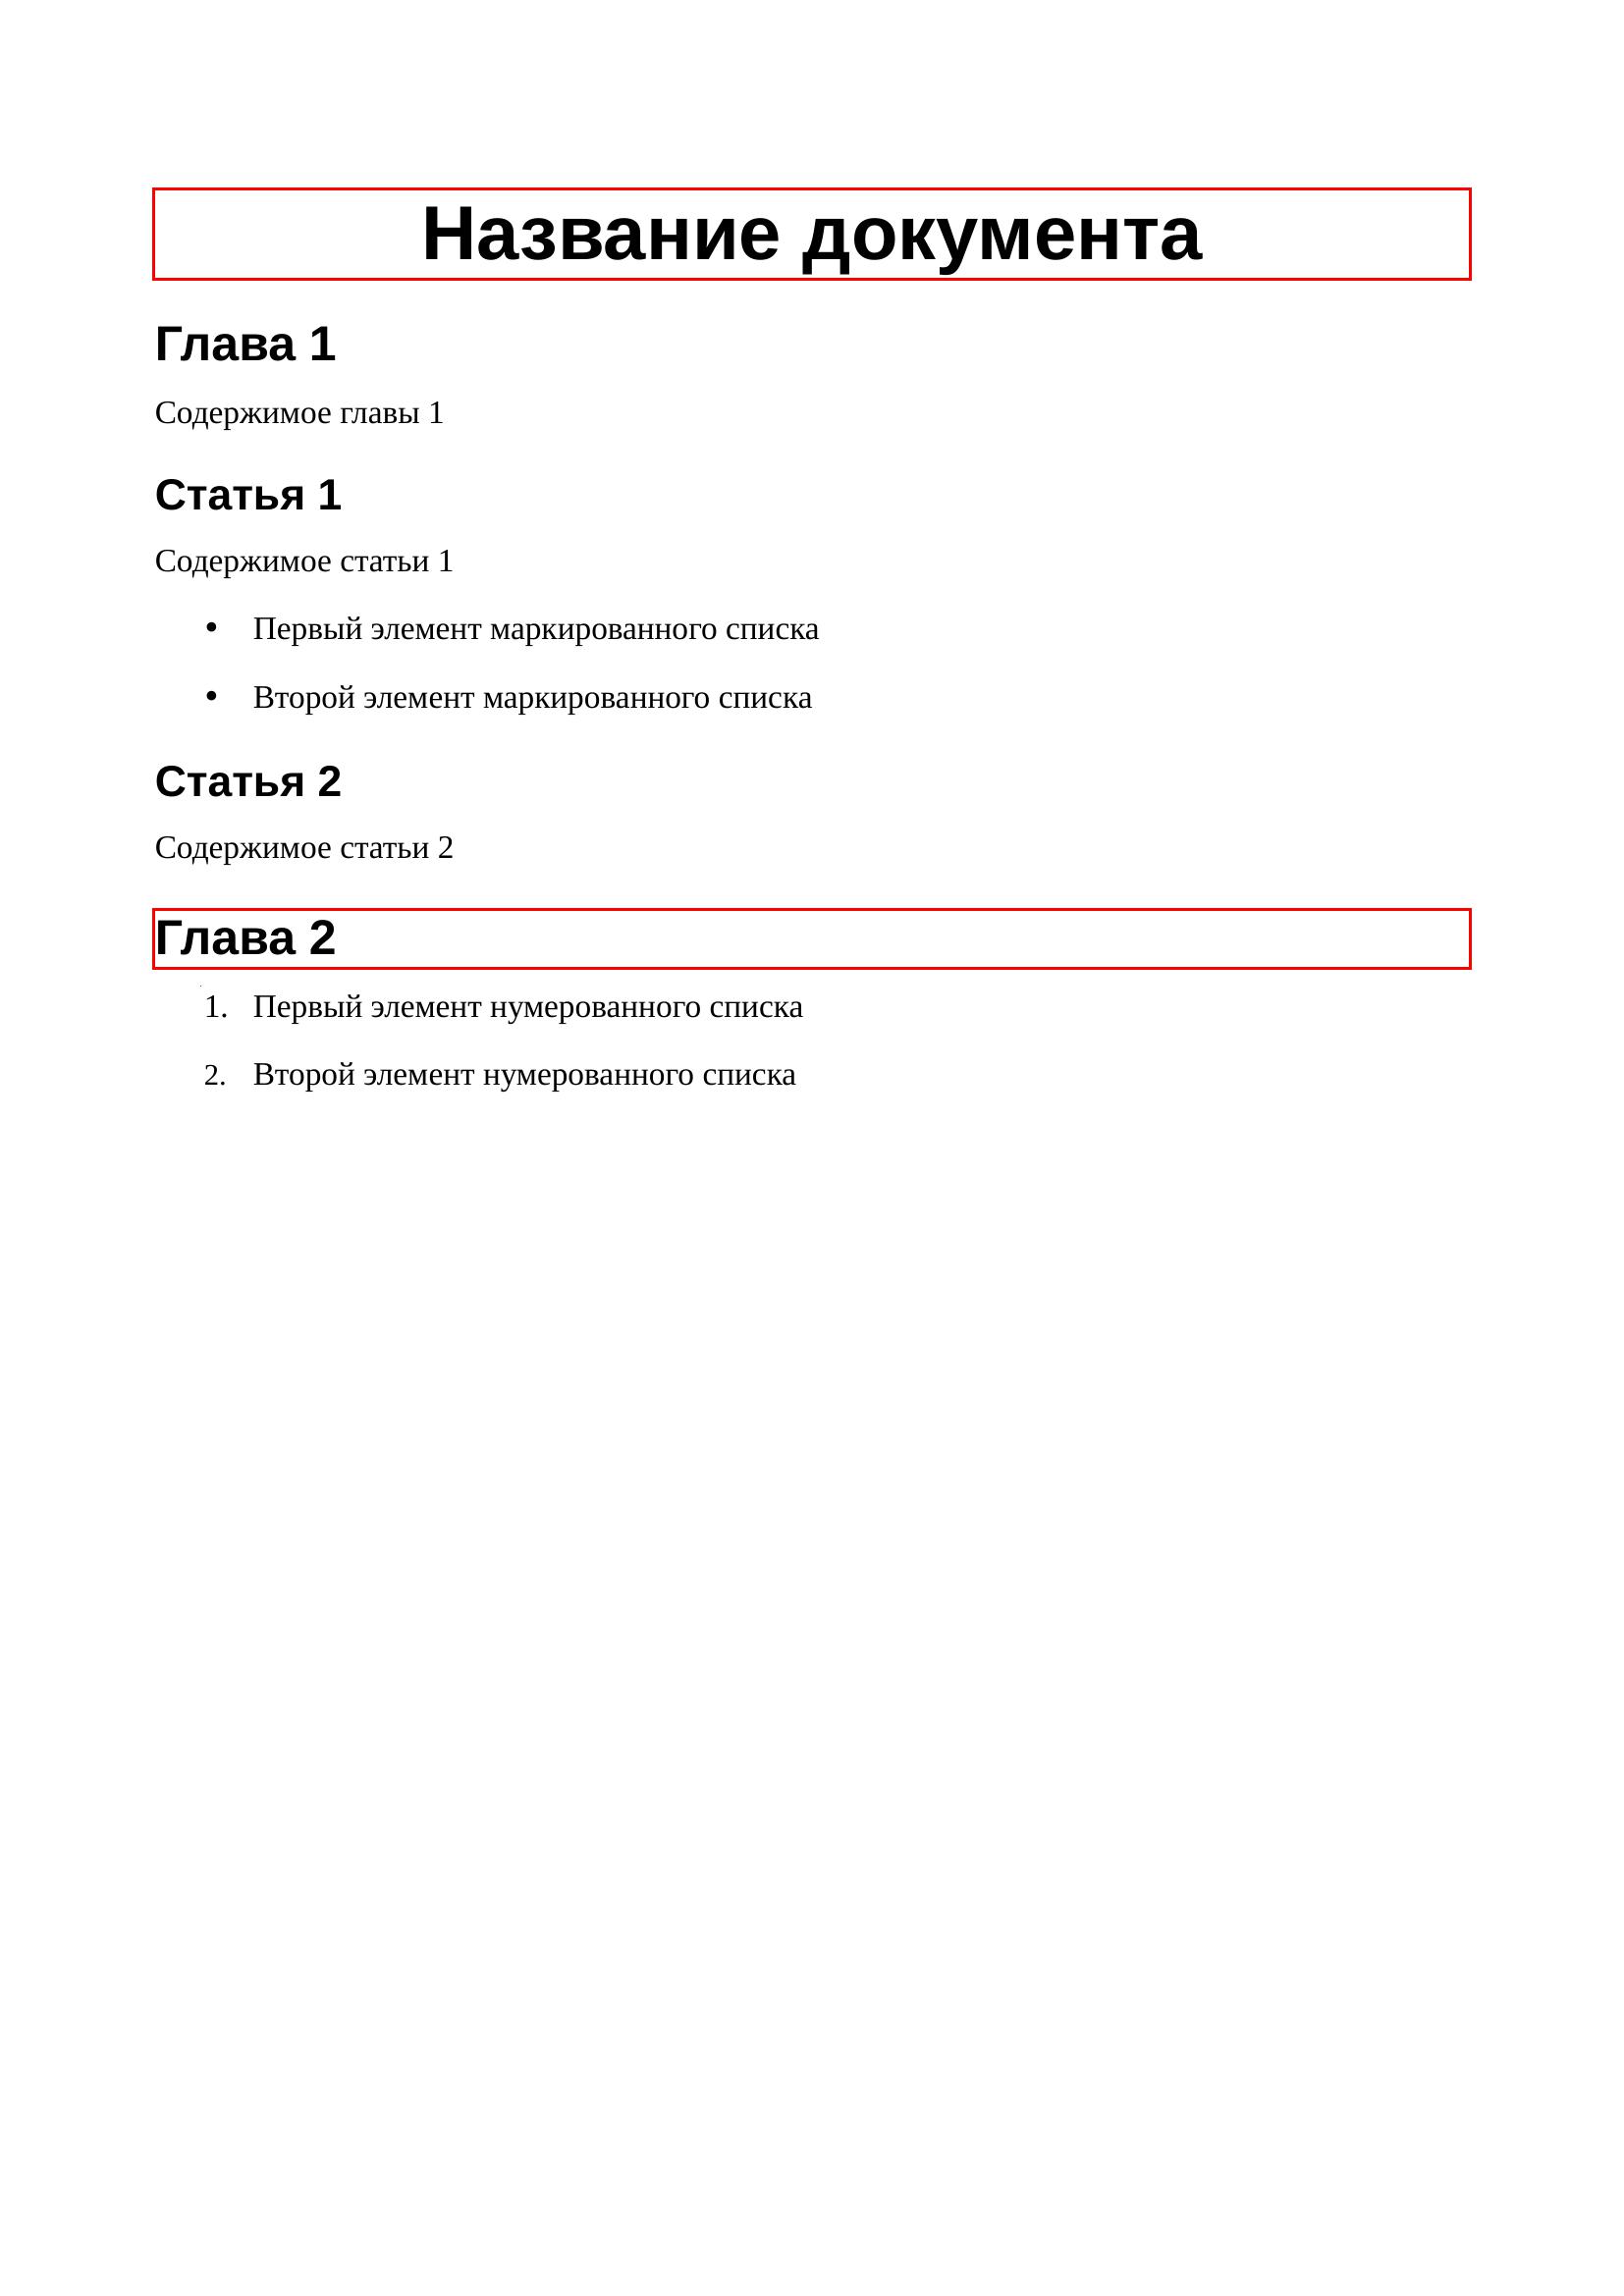 Название документа
Глава 1
Содержимое главы 1
Статья 1
Содержимое статьи 1
• Первый элемент маркированного списка
• Второй элемент маркированного списка
Статья 2
Содержимое статьи 2
Глава 2
1. Первый элемент нумерованного списка
2. Второй элемент нумерованного списка